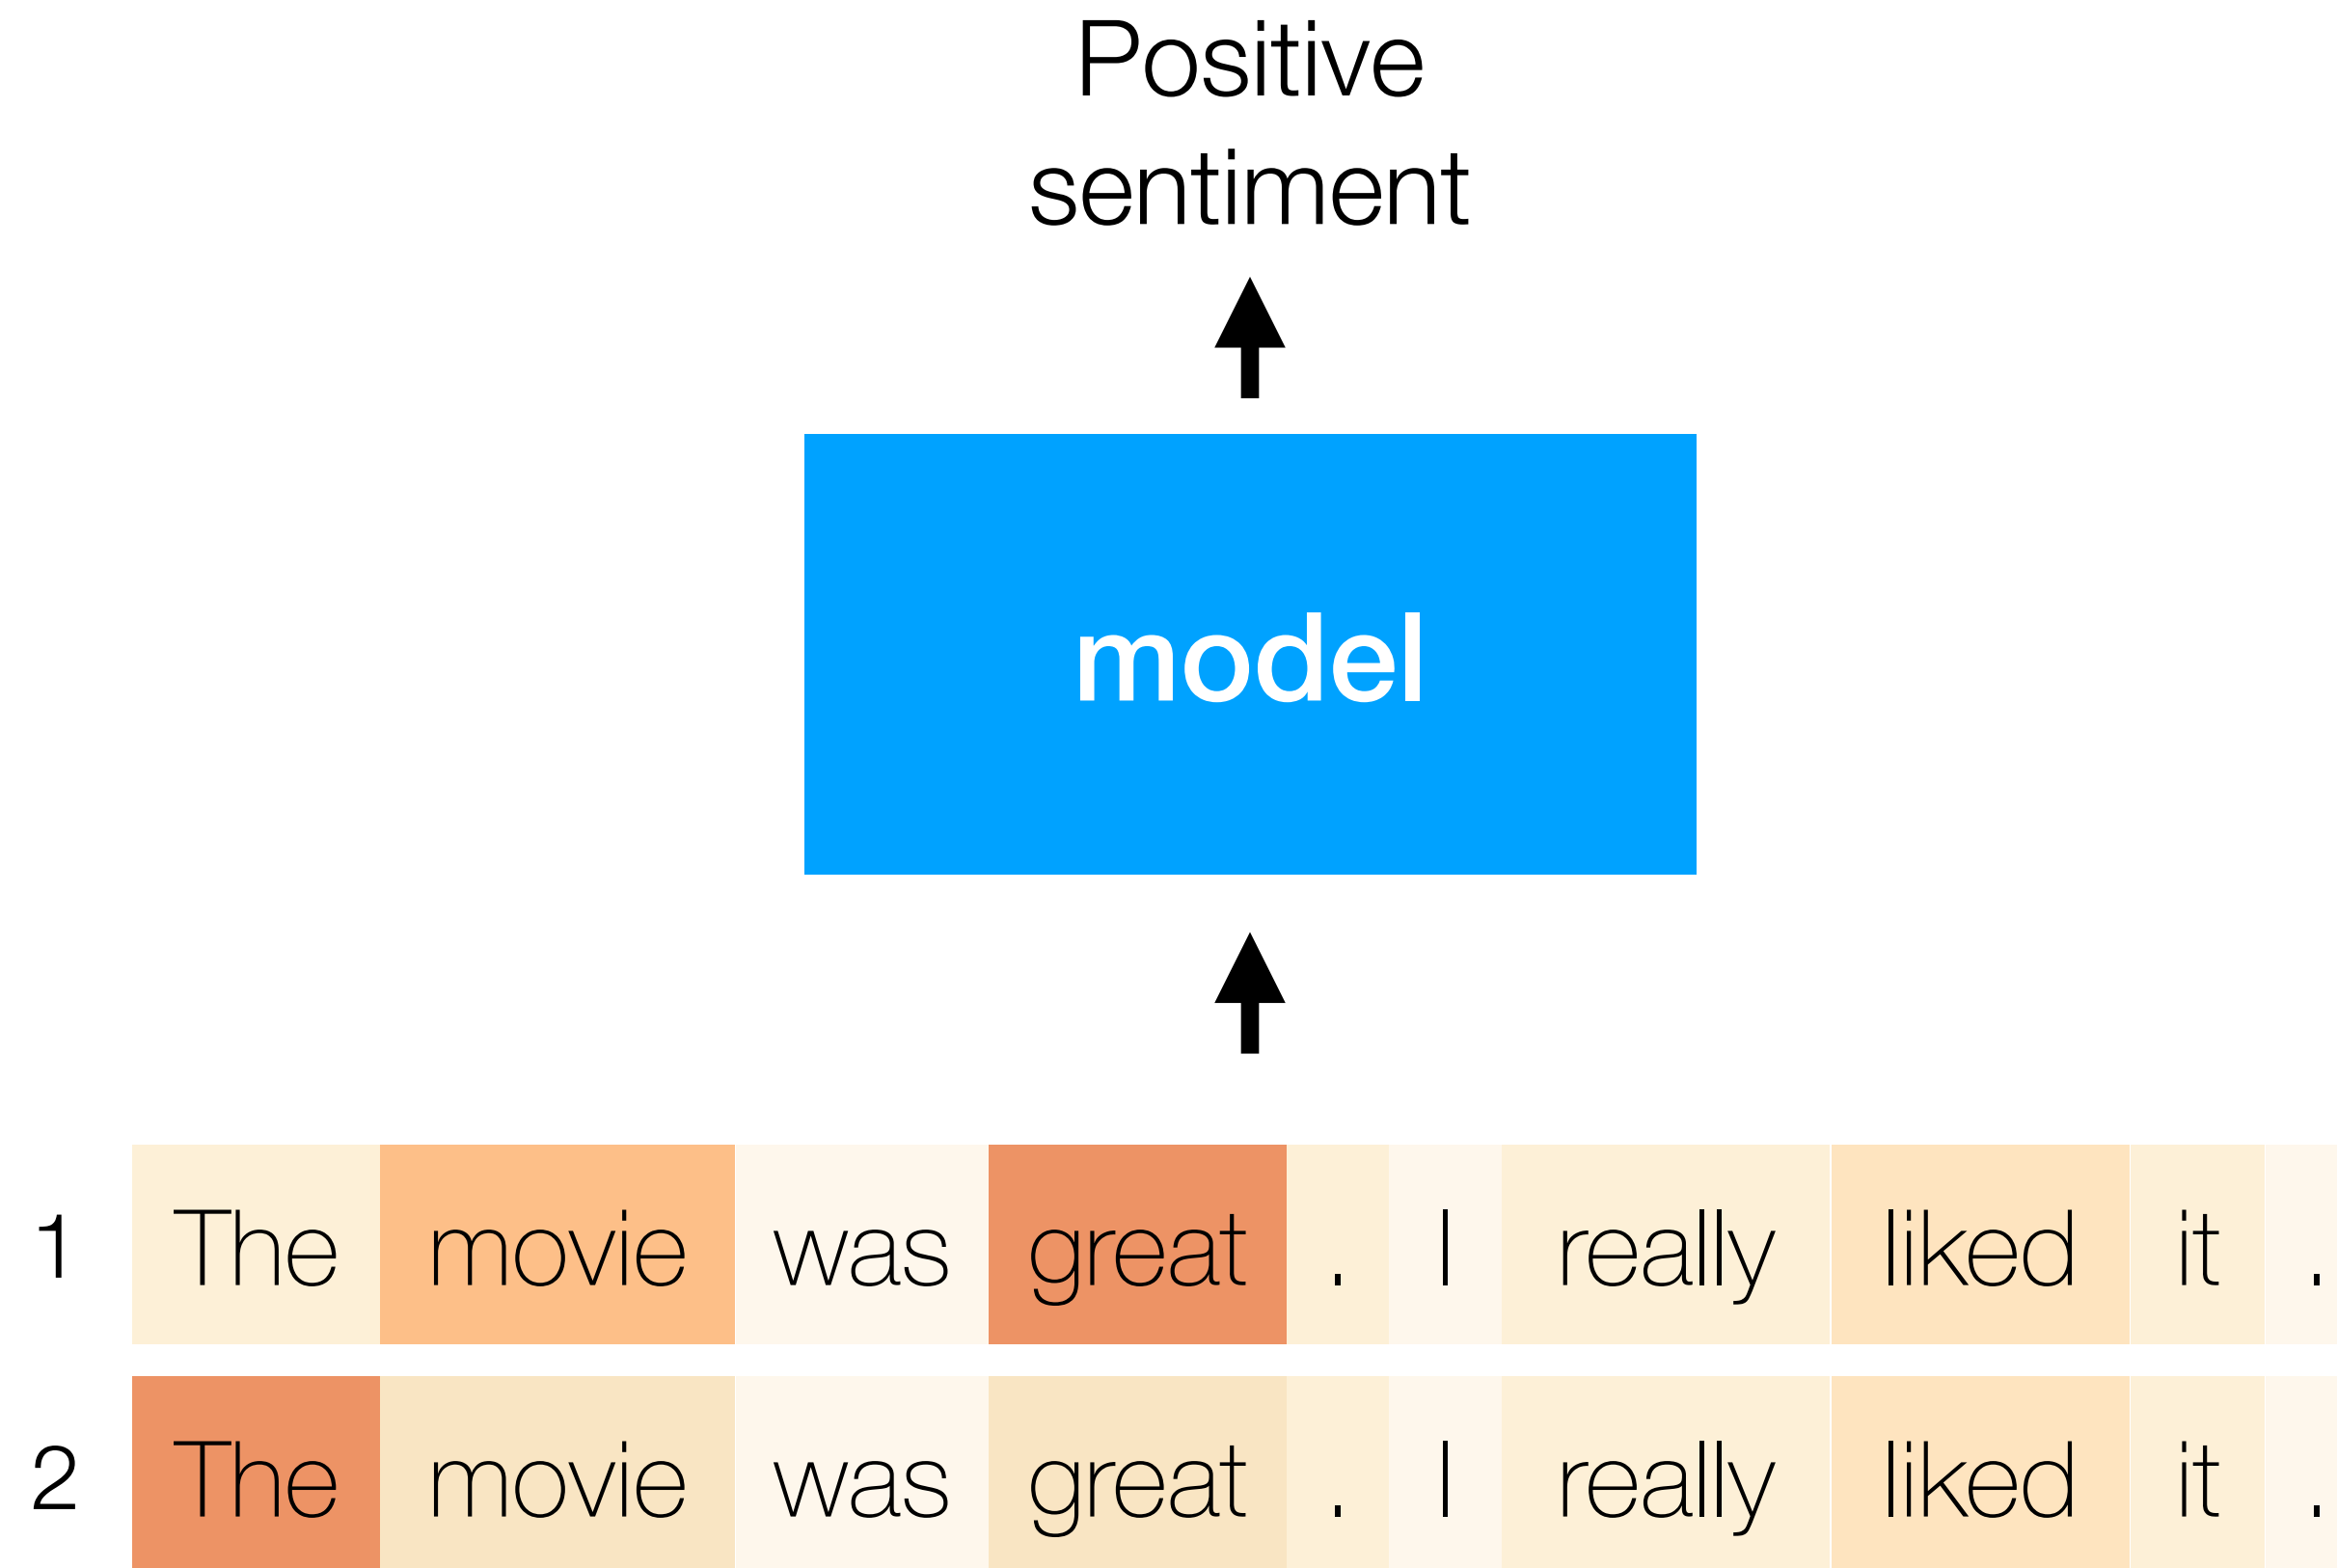 Positive
sentiment
model
1 The movie was great . I really liked it .
2 The movie was great . I really liked it .